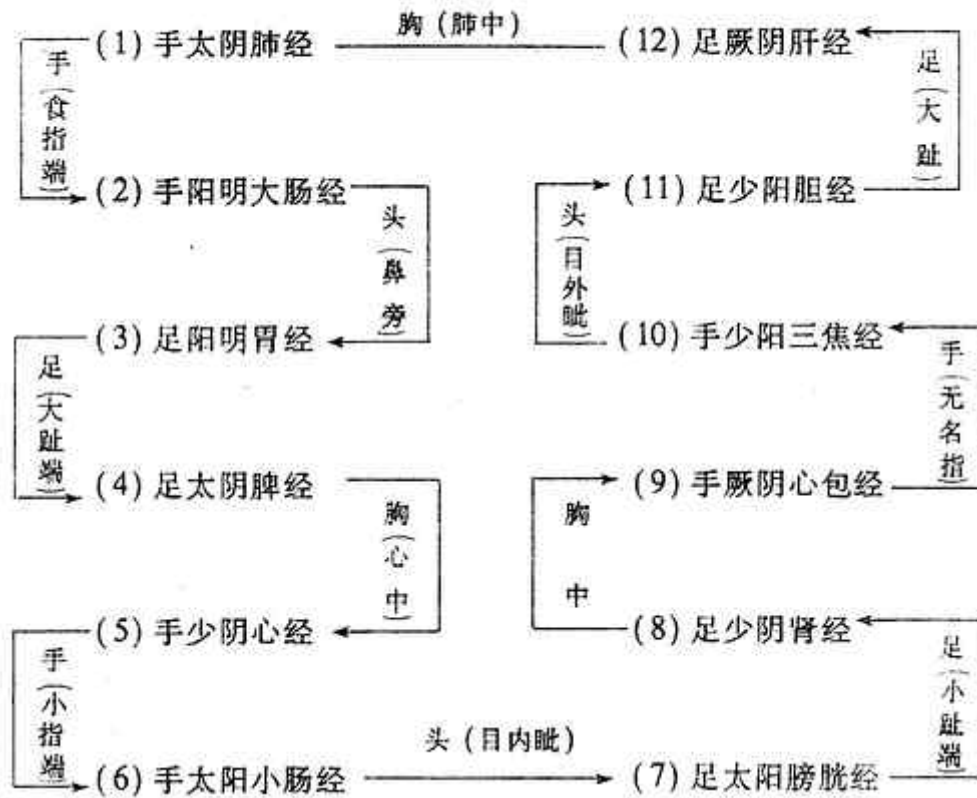 (1) 手太阴肺经
胸 (肺中)
(12) 足厥阴肝经
手(食指端)
足(大趾)
(2) 手阳明大肠经
(11) 足少阳胆经
头(鼻旁)
头(目外眦)
(3) 足阳明胃经
(10) 手少阳三焦经
足(大趾端)
手(无名指)
(4) 足太阴脾经
(9) 手厥阴心包经
胸(心中)
胸中
(5) 手少阴心经
(8) 足少阴肾经
手(小指端)
足(小趾端)
(6) 手太阳小肠经
头 (目内眦)
(7) 足太阳膀胱经